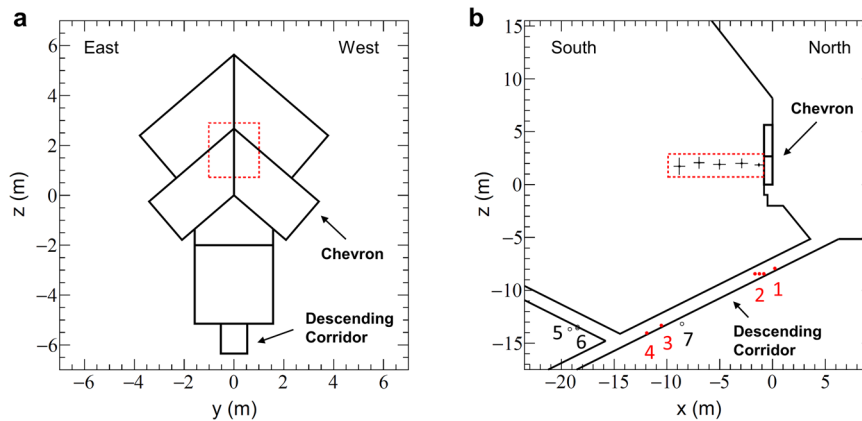 a
East
West
Chevron
Descending
Corridor
z (m)
6
4
2
0
−2
−4
−6
−6
−4
−2
0
2
4
6
y (m)
b
South
North
Chevron
1
2
3
4
5
6
7
Descending
Corridor
z (m)
15
10
5
0
−5
−10
−15
−20
−15
−10
−5
0
5
x (m)